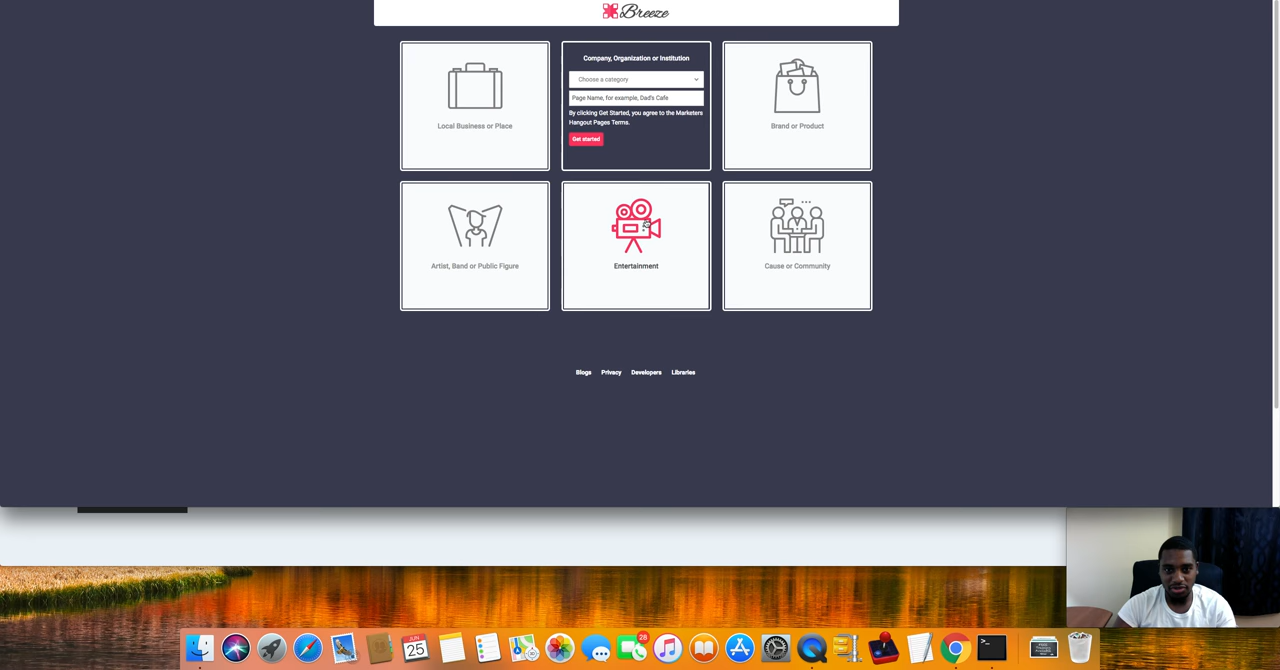 Breeze
Local Business or Place
Company, Organization or Institution
Choose a category
Page Name, for example, Dad's Cafe
By clicking Get Started, you agree to the Marketers
Hangout Pages Terms.
Get started
Brand or Product
Artist, Band or Public Figure
Entertainment
Cause or Community
Blogs Privacy Developers Libraries
JUN
25
28
>_